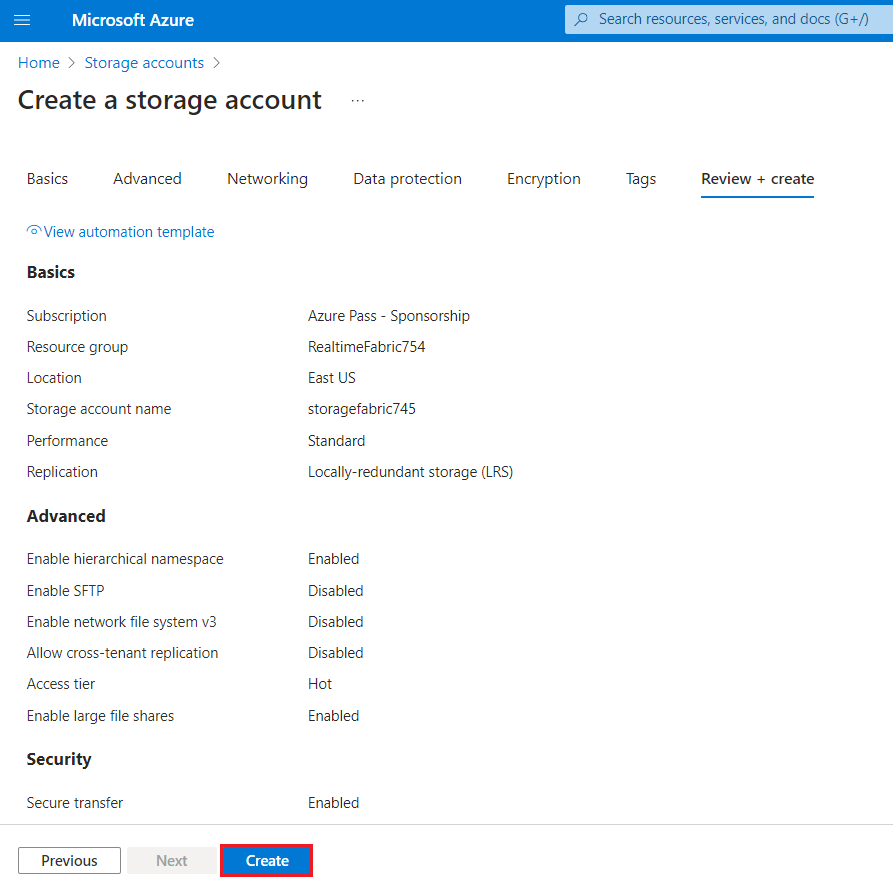 Microsoft Azure
Search resources, services, and docs (G+/)
Home > Storage accounts >
Create a storage account ...
Basics Advanced Networking Data protection Encryption Tags Review + create
View automation template
Basics
Subscription Azure Pass - Sponsorship
Resource group RealtimeFabric754
Location East US
Storage account name storagefabric745
Performance Standard
Replication Locally-redundant storage (LRS)
Advanced
Enable hierarchical namespace Enabled
Enable SFTP Disabled
Enable network file system v3 Disabled
Allow cross-tenant replication Disabled
Access tier Hot
Enable large file shares Enabled
Security
Secure transfer Enabled
Previous Next Create